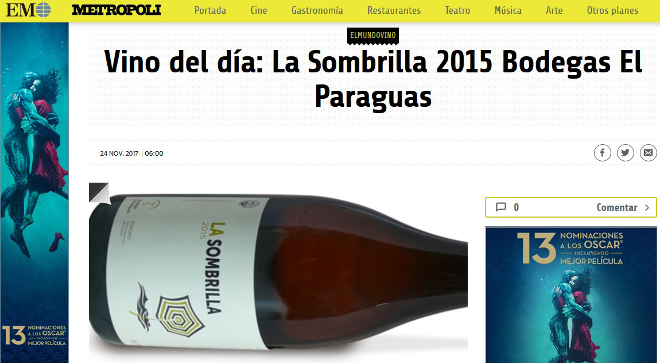 EM
METROPOLI
Portada
Cine
Gastronomía
Restaurantes
Teatro
Música
Arte
Otros planes
ELMUNDOVINO
Vino del día: La Sombrilla 2015 Bodegas El
Paraguas
24 NOV. 2017 | 06:00
0
Comentar
LA SOMBRILLA
2015
13 NOMINACIONES
A LOS OSCAR®
INCLUYENDO
MEJOR PELÍCULA
13 NOMINACIONES
A LOS OSCAR®
INCLUYENDO
MEJOR PELÍCULA